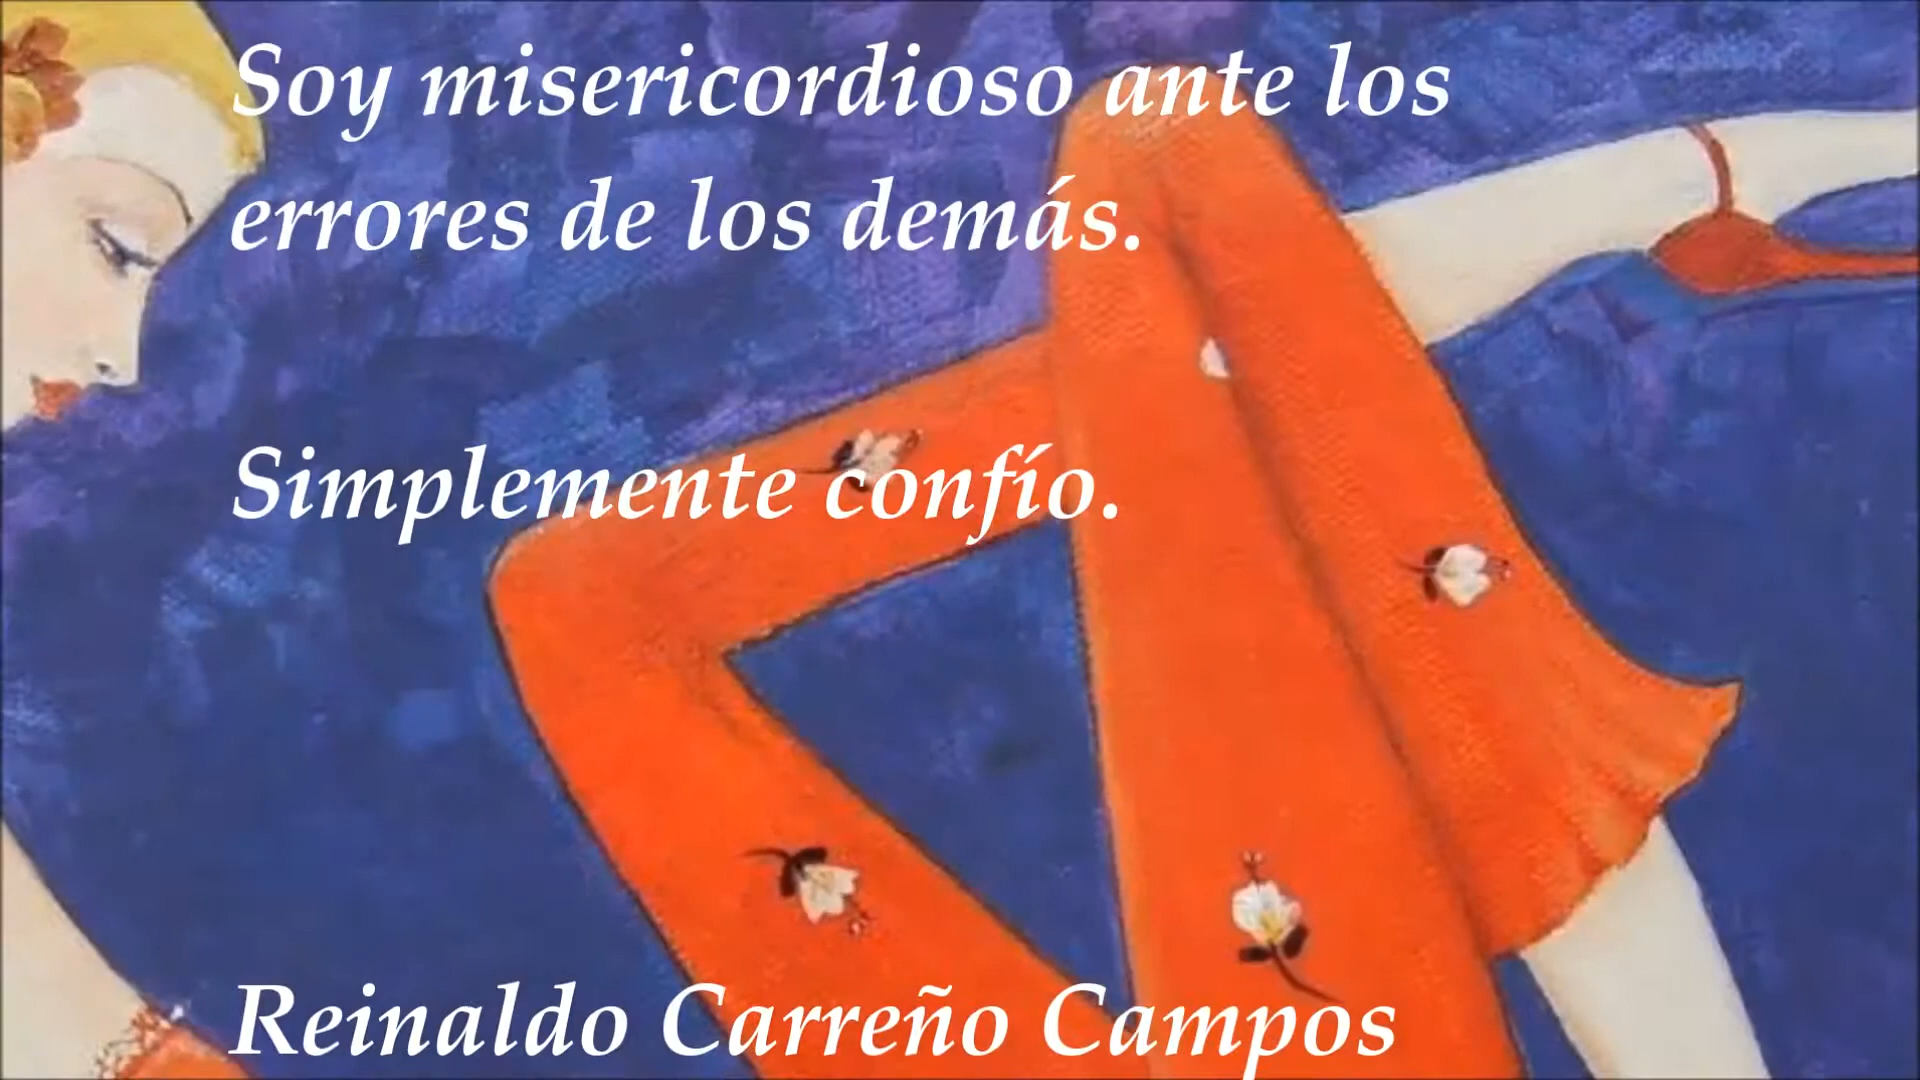 Soy misericordioso ante los
errores de los demás.
Simplemente confío.
Reinaldo Carreño Campos